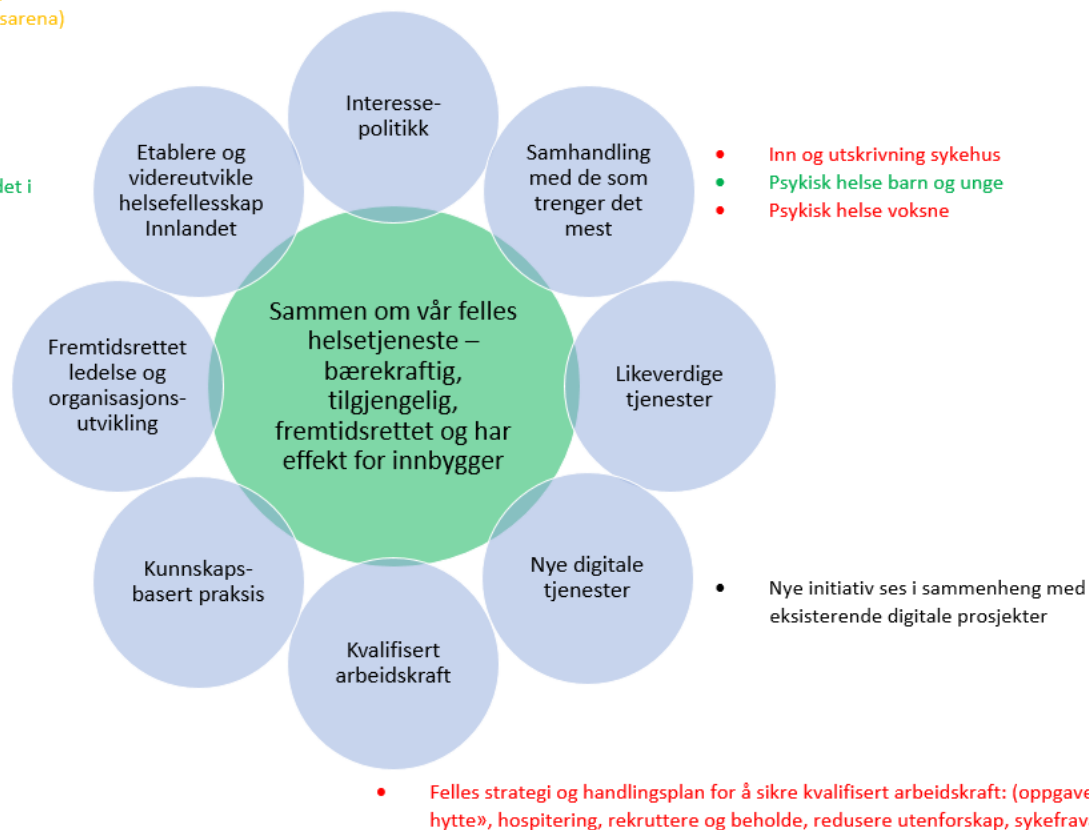 sarena)
Interesse-
politikk
Etablere og
videreutvikle
helsefellesskap
Innlandet
Samhandling
med de som
trenger det
mest
• Inn og utskrivning sykehus
• Psykisk helse barn og unge
• Psykisk helse voksne
det i
Sammen om vår felles
helsetjeneste –
bærekraftig,
tilgjengelig,
fremtidsrettet og har
effekt for innbygger
Fremtidsrettet
ledelse og
organisasjons-
utvikling
Likeverdige
tjenester
Kunnskaps-
basert praksis
Nye digitale
tjenester
• Nye initiativ ses i sammenheng med
eksisterende digitale prosjekter
Kvalifisert
arbeidskraft
• Felles strategi og handlingsplan for å sikre kvalifisert arbeidskraft: (oppgave
hytte», hospitering, rekruttere og beholde, redusere utenforskap, sykefrav